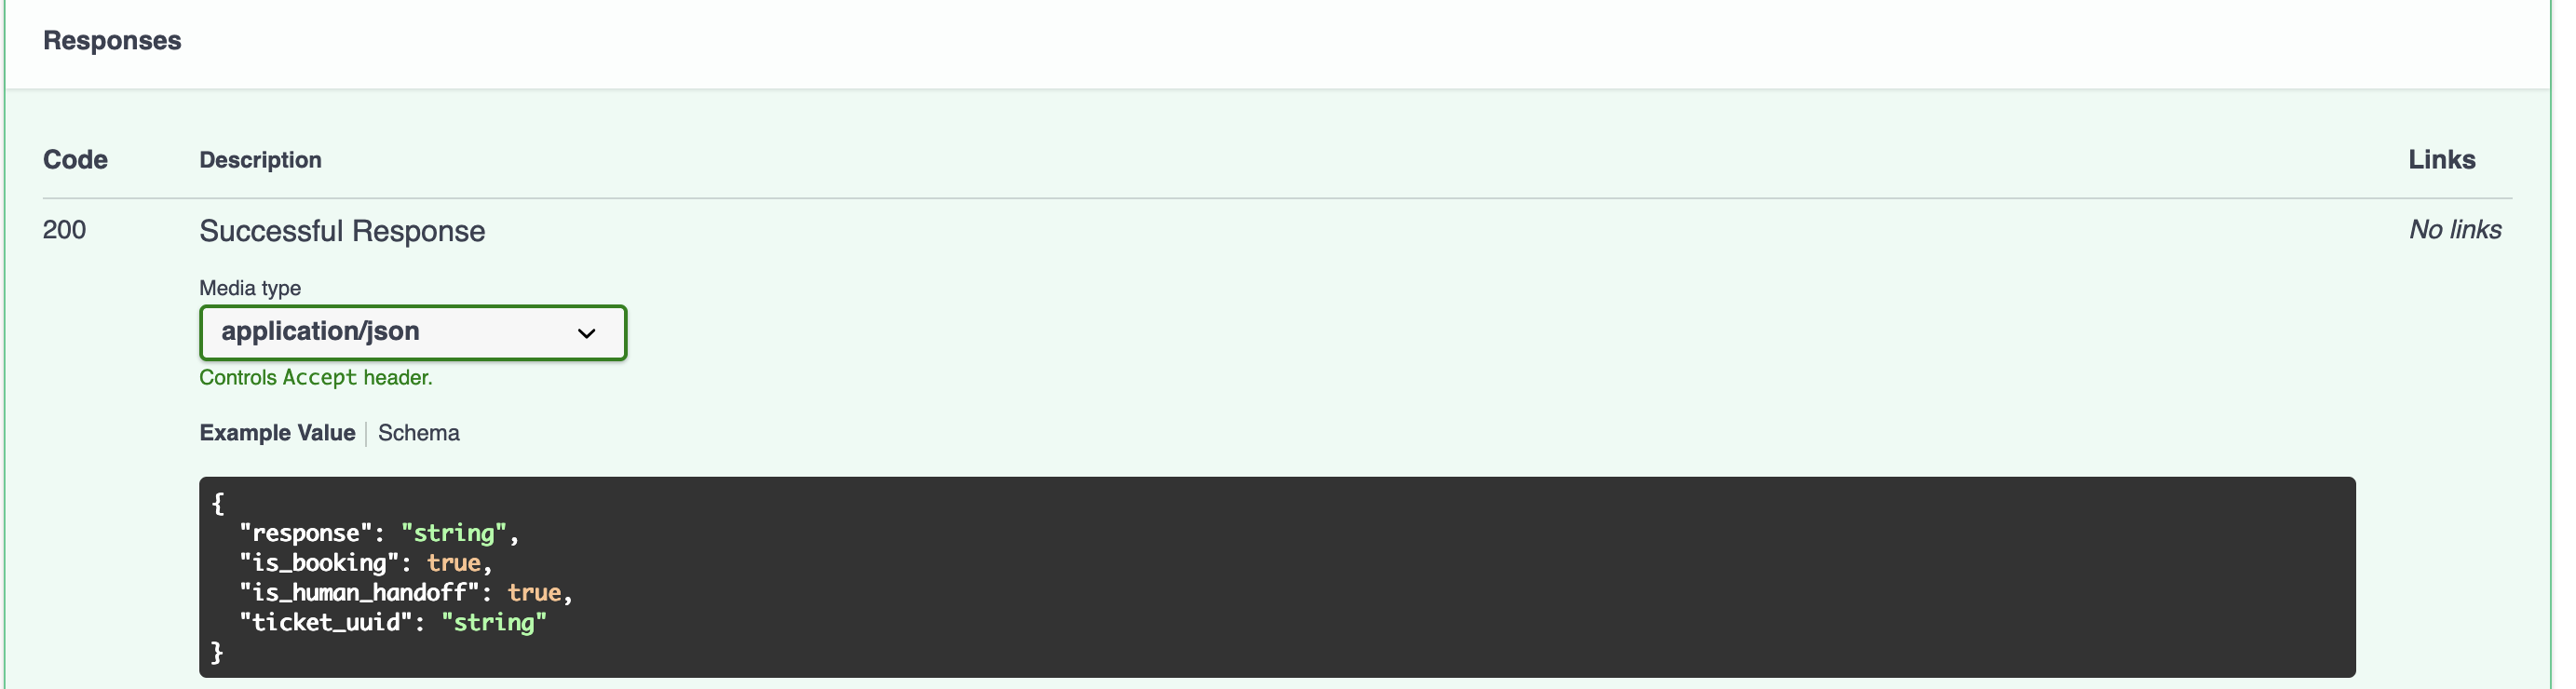 Responses
Code Description Links
200 Successful Response No links
Media type
application/json
Controls Accept header.
Example Value Schema
{
  "response": "string",
  "is_booking": true,
  "is_human_handoff": true,
  "ticket_uuid": "string"
}